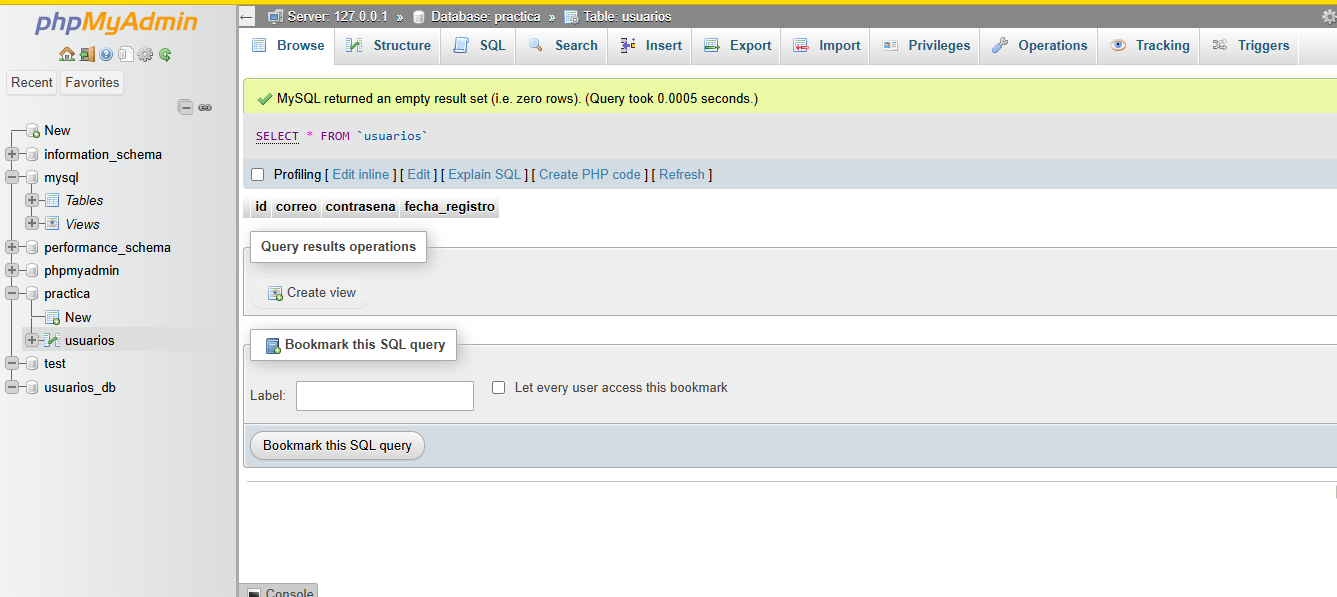 phpMyAdmin
Recent Favorites
New
information_schema
mysql
Tables
Views
performance_schema
phpmyadmin
practica
New
usuarios
test
usuarios_db
Server: 127.0.0.1 » Database: practica » Table: usuarios
Browse Structure SQL Search Insert Export Import Privileges Operations Tracking Triggers
MySQL returned an empty result set (i.e. zero rows). (Query took 0.0005 seconds.)
SELECT * FROM `usuarios`
Profiling [ Edit inline ] [ Edit ] [ Explain SQL ] [ Create PHP code ] [ Refresh ]
id correo contrasena fecha_registro
Query results operations
Create view
Bookmark this SQL query
Label: Let every user access this bookmark
Bookmark this SQL query
Console